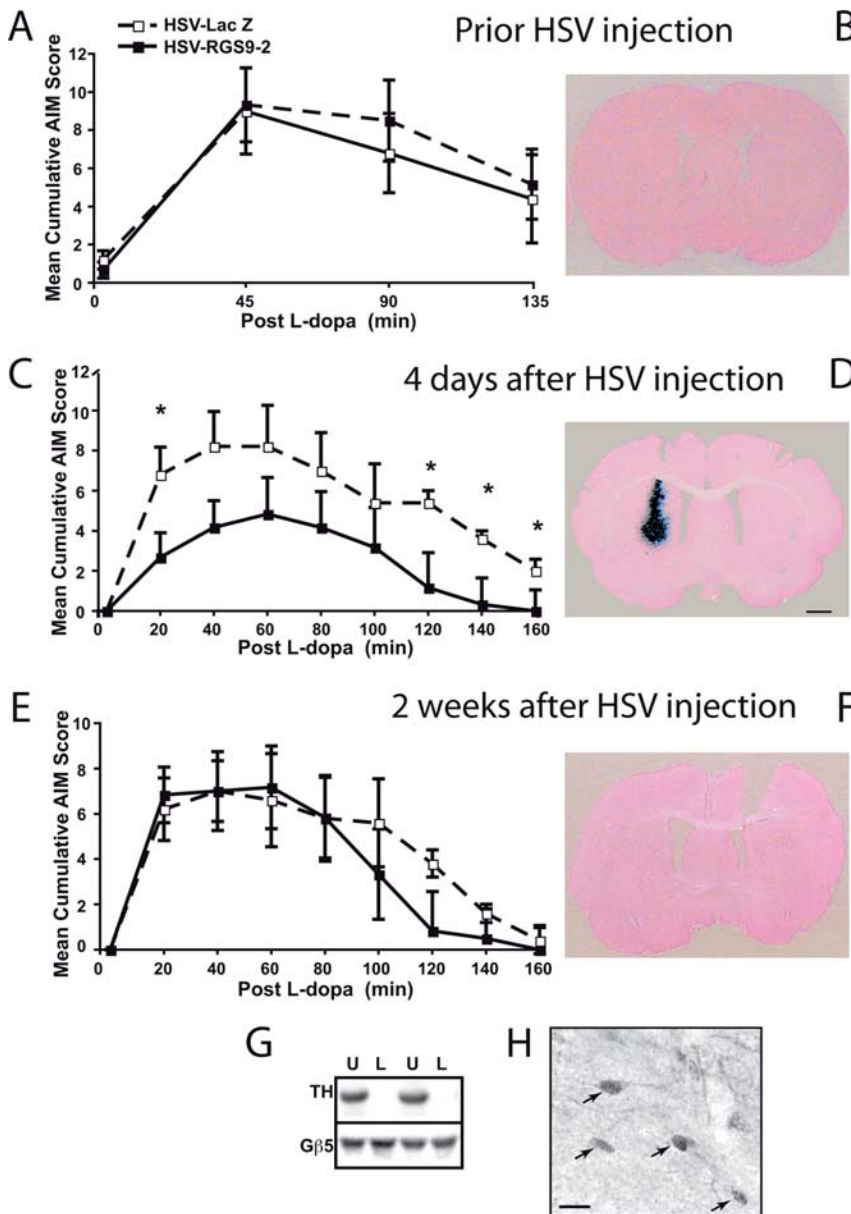 A
HSV-Lac Z
HSV-RGS9-2
Prior HSV injection
B
Mean Cumulative AIM Score
12
10
8
6
4
2
0
0 45 90 135
Post L-dopa (min)
C
4 days after HSV injection
D
Mean Cumulative AIM Score
12
10
8
6
4
2
0
* * * *
0 20 40 60 80 100 120 140 160
Post L-dopa (min)
E
2 weeks after HSV injection
F
Mean Cumulative AIM Score
10
8
6
4
2
0
0 20 40 60 80 100 120 140 160
Post L-dopa (min)
G
U L U L
TH
Gβ5
H